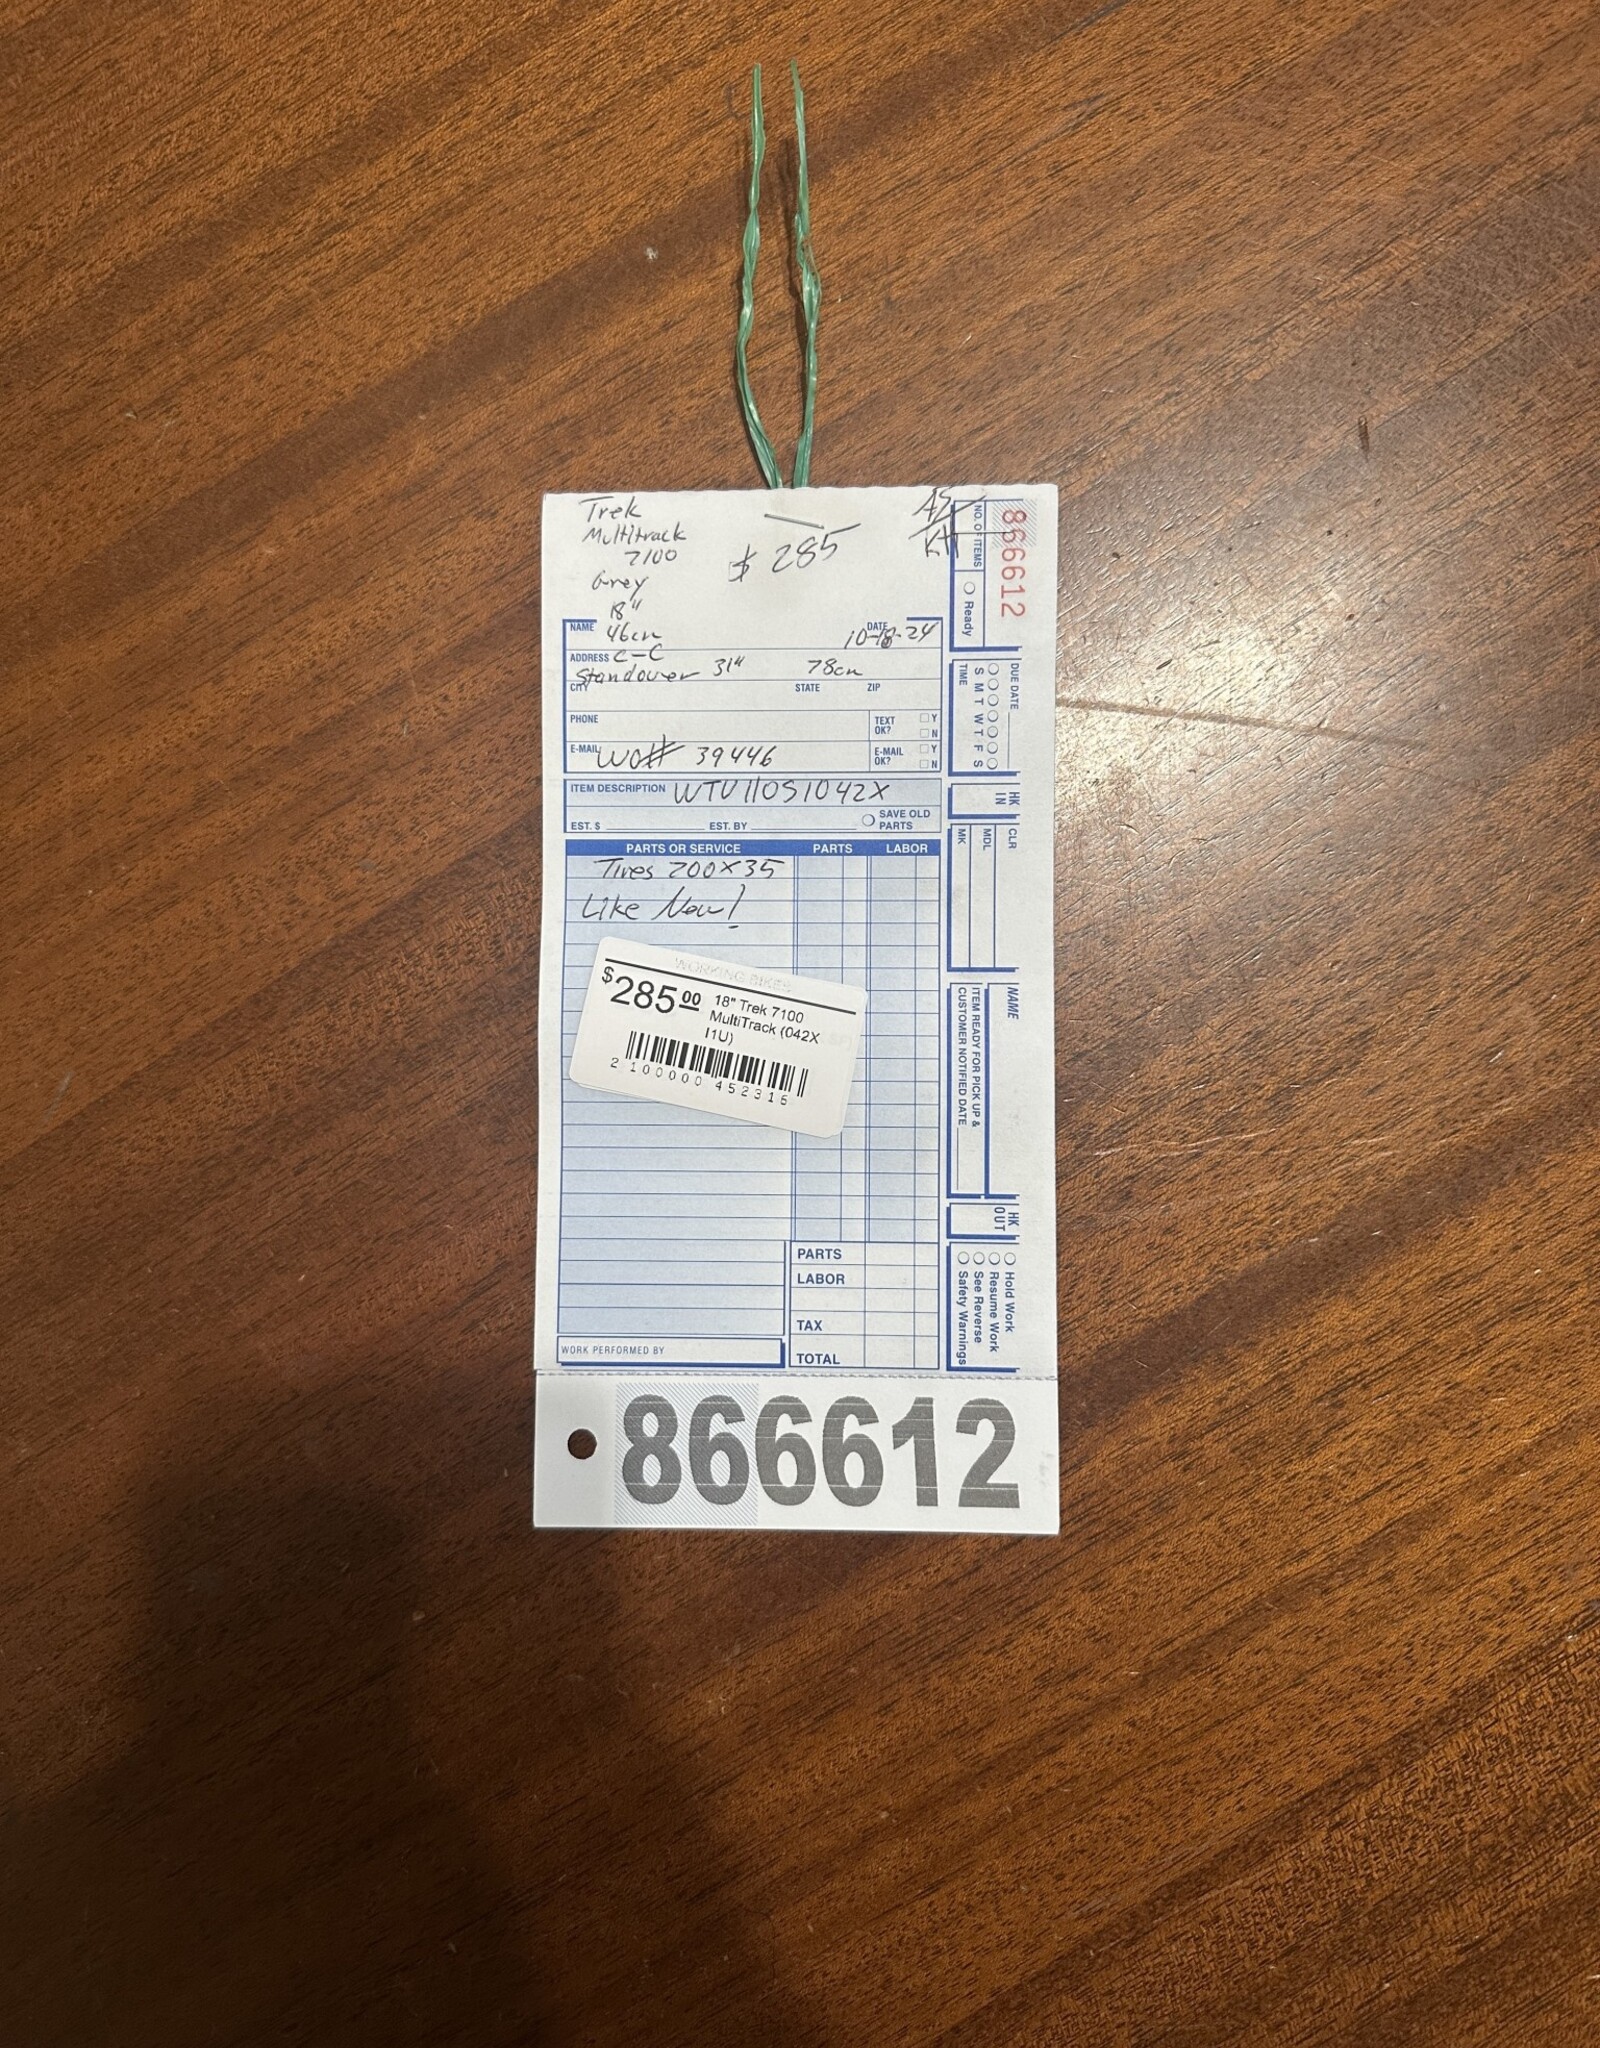 Trek
Multitrack
7100
$ 285
AS/
KH
Grey
18"
46cm
C-C
Standover 31" 78cm
NAME
DATE 10-18-24
ADDRESS
CITY STATE ZIP
PHONE TEXT OK? Y N
E-MAIL WO# 39446 E-MAIL OK? Y N
ITEM DESCRIPTION WTU110S1042X
EST. $ EST. BY SAVE OLD PARTS
PARTS OR SERVICE PARTS LABOR
Tires 700x35
Like New!
WORKING BIKES
$285.00 18" Trek 7100
MultiTrack (042X
I1U)
2 100000 452316
PARTS
LABOR
TAX
TOTAL
WORK PERFORMED BY
866612
866612
NO. OF ITEMS
Ready
DUE DATE
S M T W T F S
TIME
HK IN
CLR
MDL
MK
NAME
ITEM READY FOR PICK UP &
CUSTOMER NOTIFIED DATE
HK OUT
Hold Work
Resume Work
See Reverse
Safety Warnings